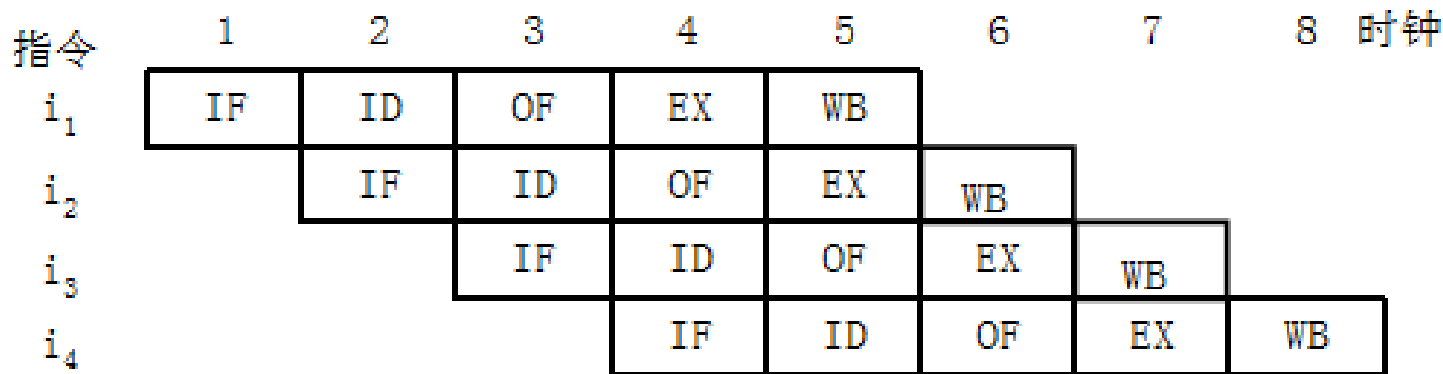 指令 1 2 3 4 5 6 7 8 时钟
i₁ IF ID OF EX WB
i₂ IF ID OF EX WB
i₃ IF ID OF EX WB
i₄ IF ID OF EX WB